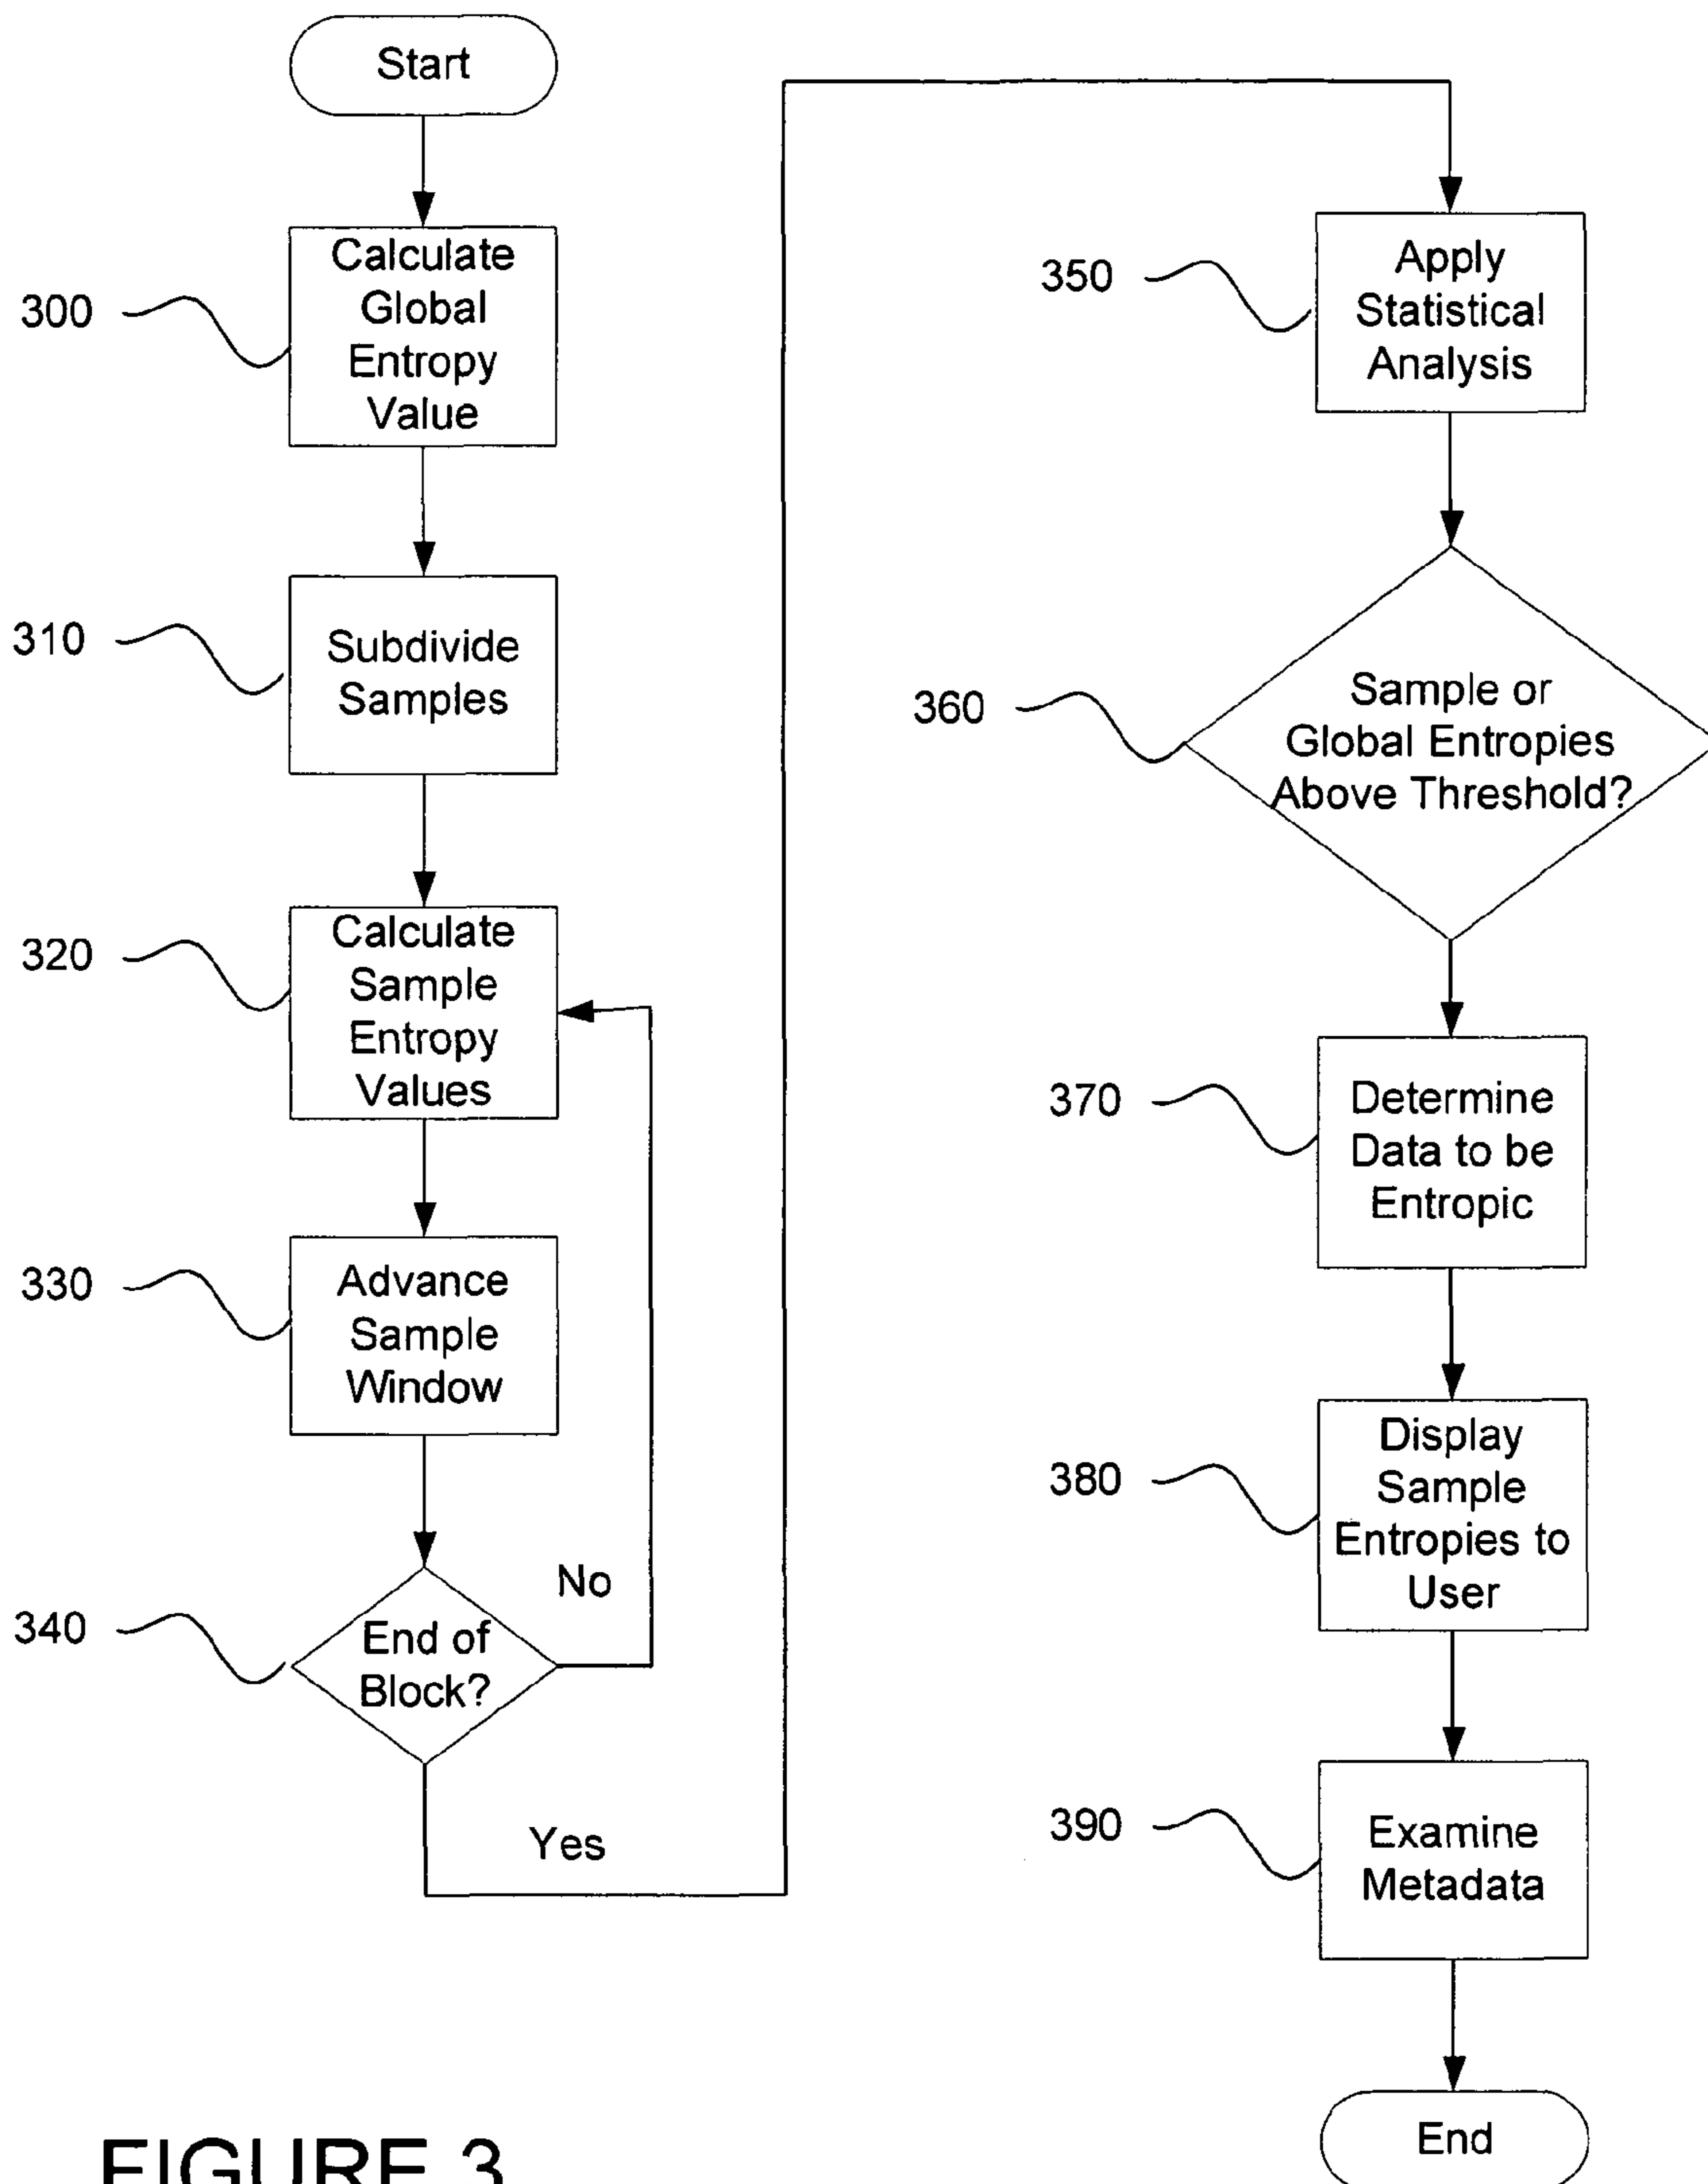 Start
300
Calculate
Global
Entropy
Value
310
Subdivide
Samples
320
Calculate
Sample
Entropy
Values
330
Advance
Sample
Window
340
End of
Block?
No
Yes
350
Apply
Statistical
Analysis
360
Sample or
Global Entropies
Above Threshold?
370
Determine
Data to be
Entropic
380
Display
Sample
Entropies to
User
390
Examine
Metadata
End
FIGURE 3